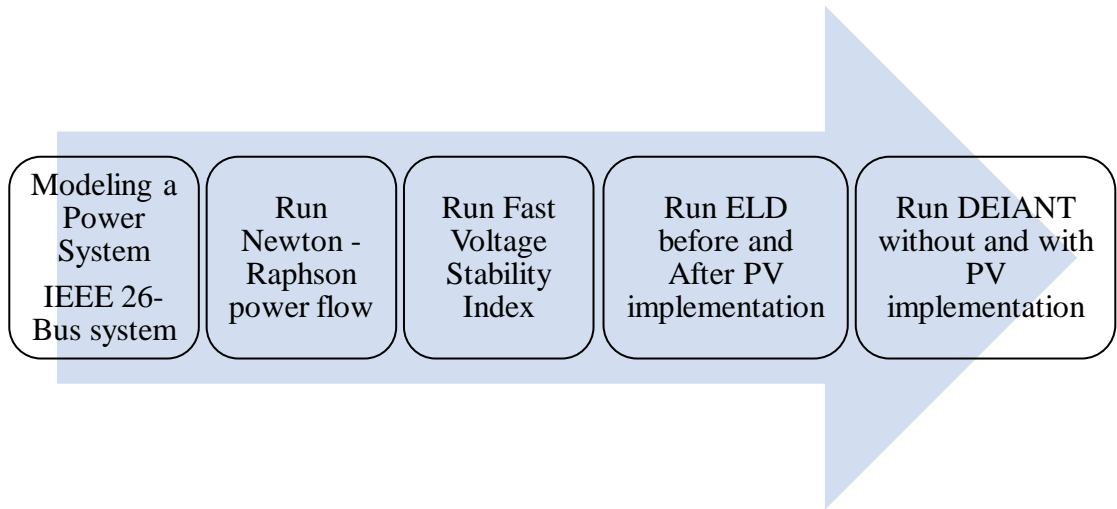 Modeling a
Power
System
IEEE 26-
Bus system
Run
Newton -
Raphson
power flow
Run Fast
Voltage
Stability
Index
Run ELD
before and
After PV
implementation
Run DEIANT
without and with
PV
implementation